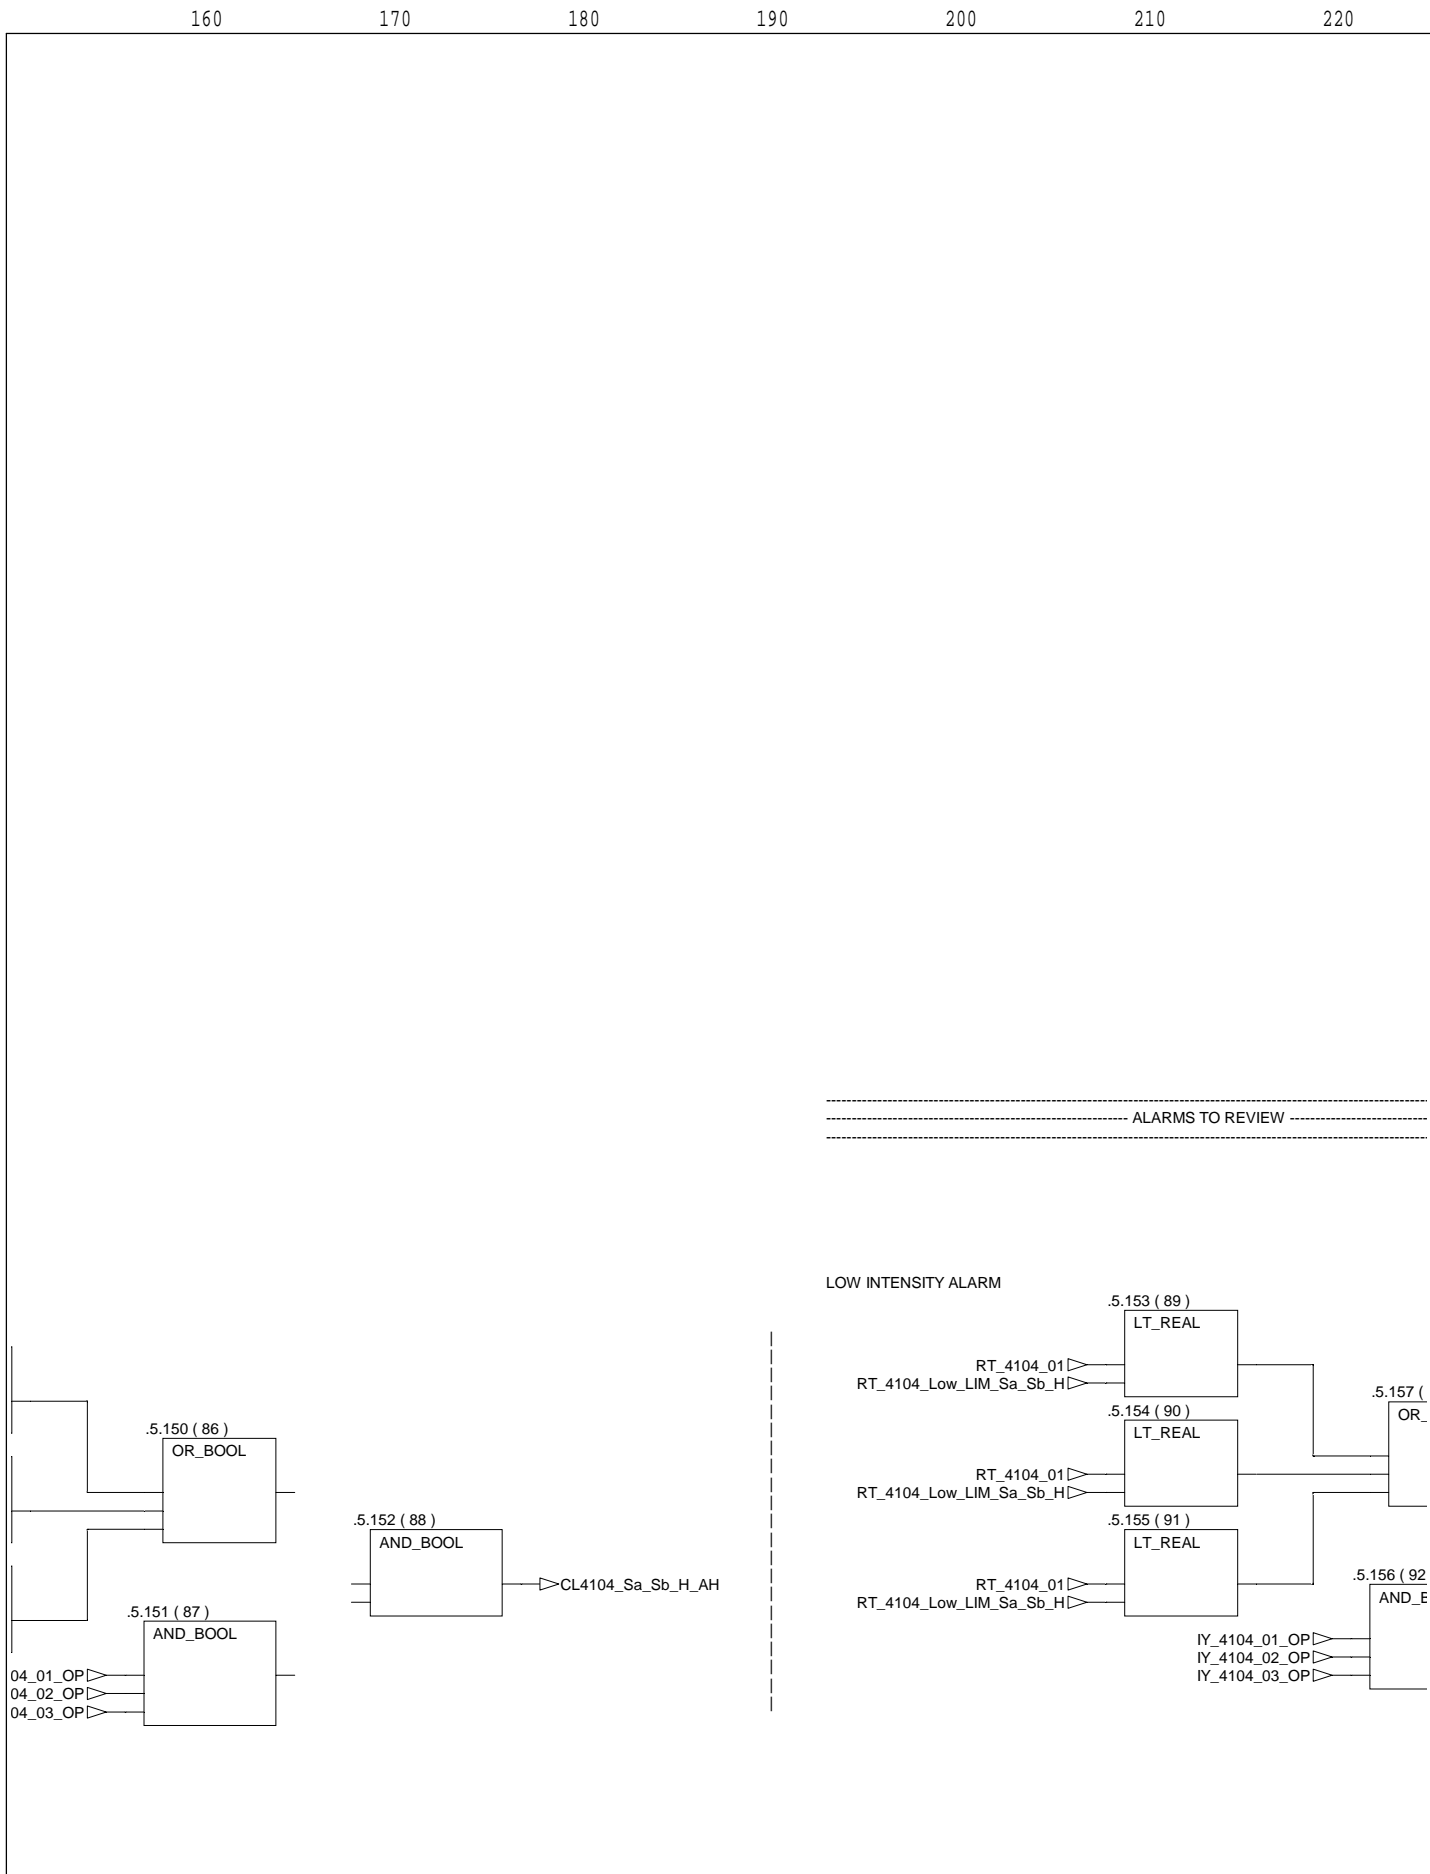 160 170 180 190 200 210 220
ALARMS TO REVIEW
LOW INTENSITY ALARM
.5.153 ( 89 )
LT_REAL
RT_4104_01
RT_4104_Low_LIM_Sa_Sb_H
.5.157 (
OR_
.5.154 ( 90 )
LT_REAL
.5.150 ( 86 )
OR_BOOL
RT_4104_01
RT_4104_Low_LIM_Sa_Sb_H
.5.152 ( 88 )
AND_BOOL
.5.155 ( 91 )
LT_REAL
CL4104_Sa_Sb_H_AH
RT_4104_01
RT_4104_Low_LIM_Sa_Sb_H
.5.156 ( 92
AND_B
.5.151 ( 87 )
AND_BOOL
IY_4104_01_OP
IY_4104_02_OP
IY_4104_03_OP
04_01_OP
04_02_OP
04_03_OP